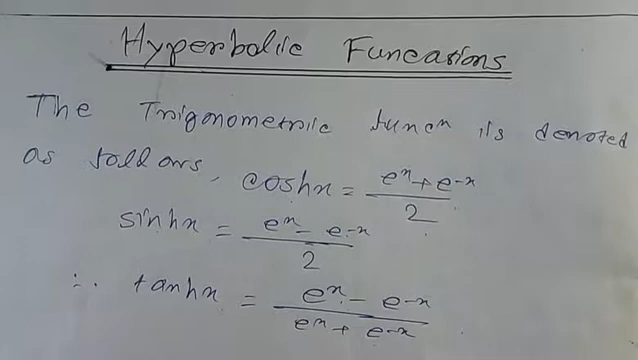 Hyperbolic Funcations
The Trigonometric funcn is denoted
as follows, coshx = e^x + e^-x / 2
sinhx = e^x - e^-x / 2
∴ tanhx = e^x - e^-x / e^x + e^-x